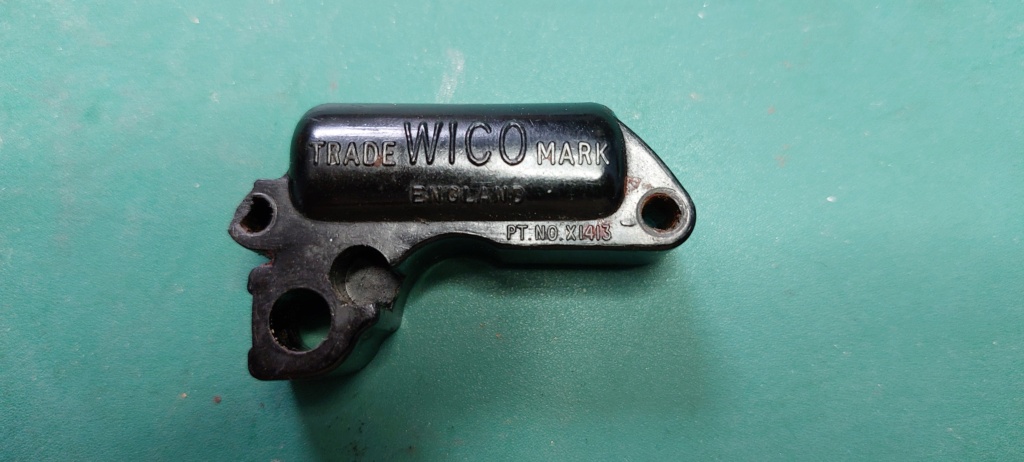 TRADE WICO MARK
ENGLAND
PT. NO. X1413